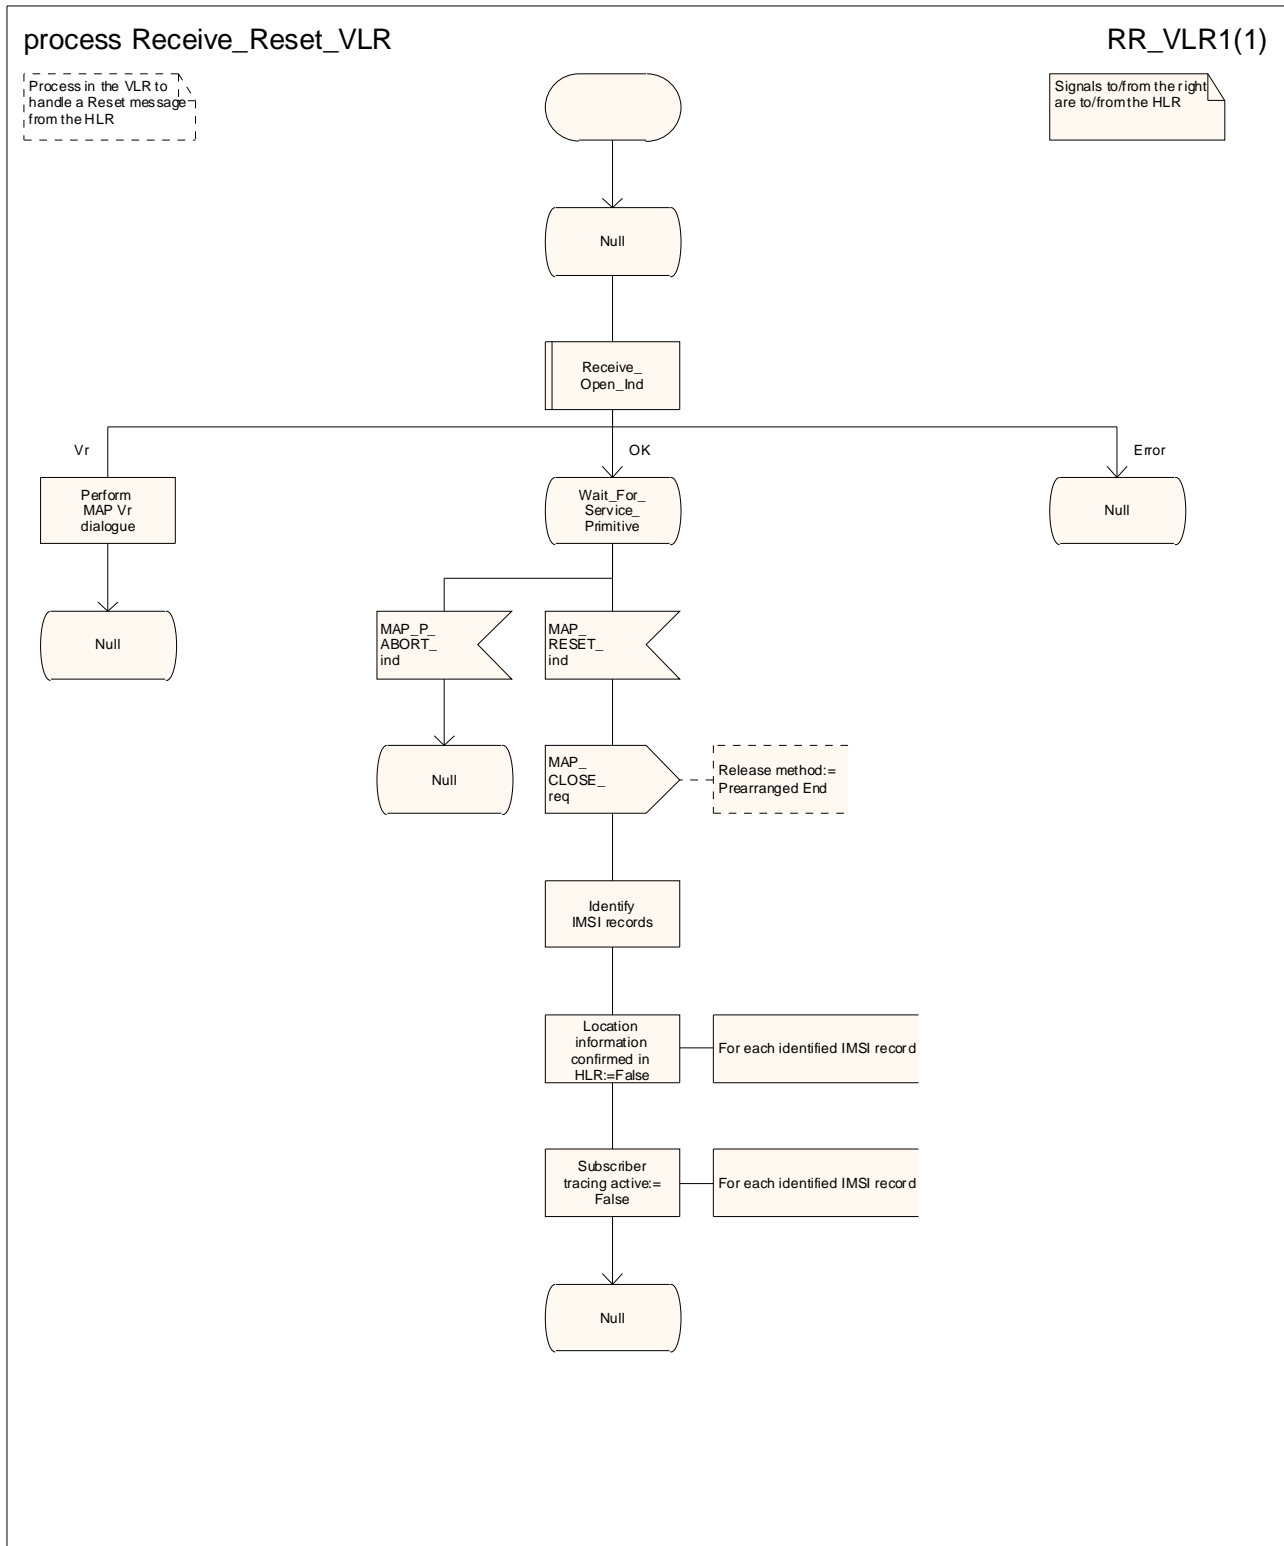 process Receive_Reset_VLR
RR_VLR1(1)
Process in the VLR to
handle a Reset message
from the HLR
Signals to/from the right
are to/from the HLR
Null
Receive_
Open_Ind
Vr
OK
Error
Perform
MAP Vr
dialogue
Wait_For_
Service_
Primitive
Null
Null
MAP_P_
ABORT_
ind
MAP_
RESET_
ind
Null
MAP_
CLOSE_
req
Release method:=
Prearranged End
Identify
IMSI records
Location
information
confirmed in
HLR:=False
For each identified IMSI record
Subscriber
tracing active:=
False
For each identified IMSI record
Null